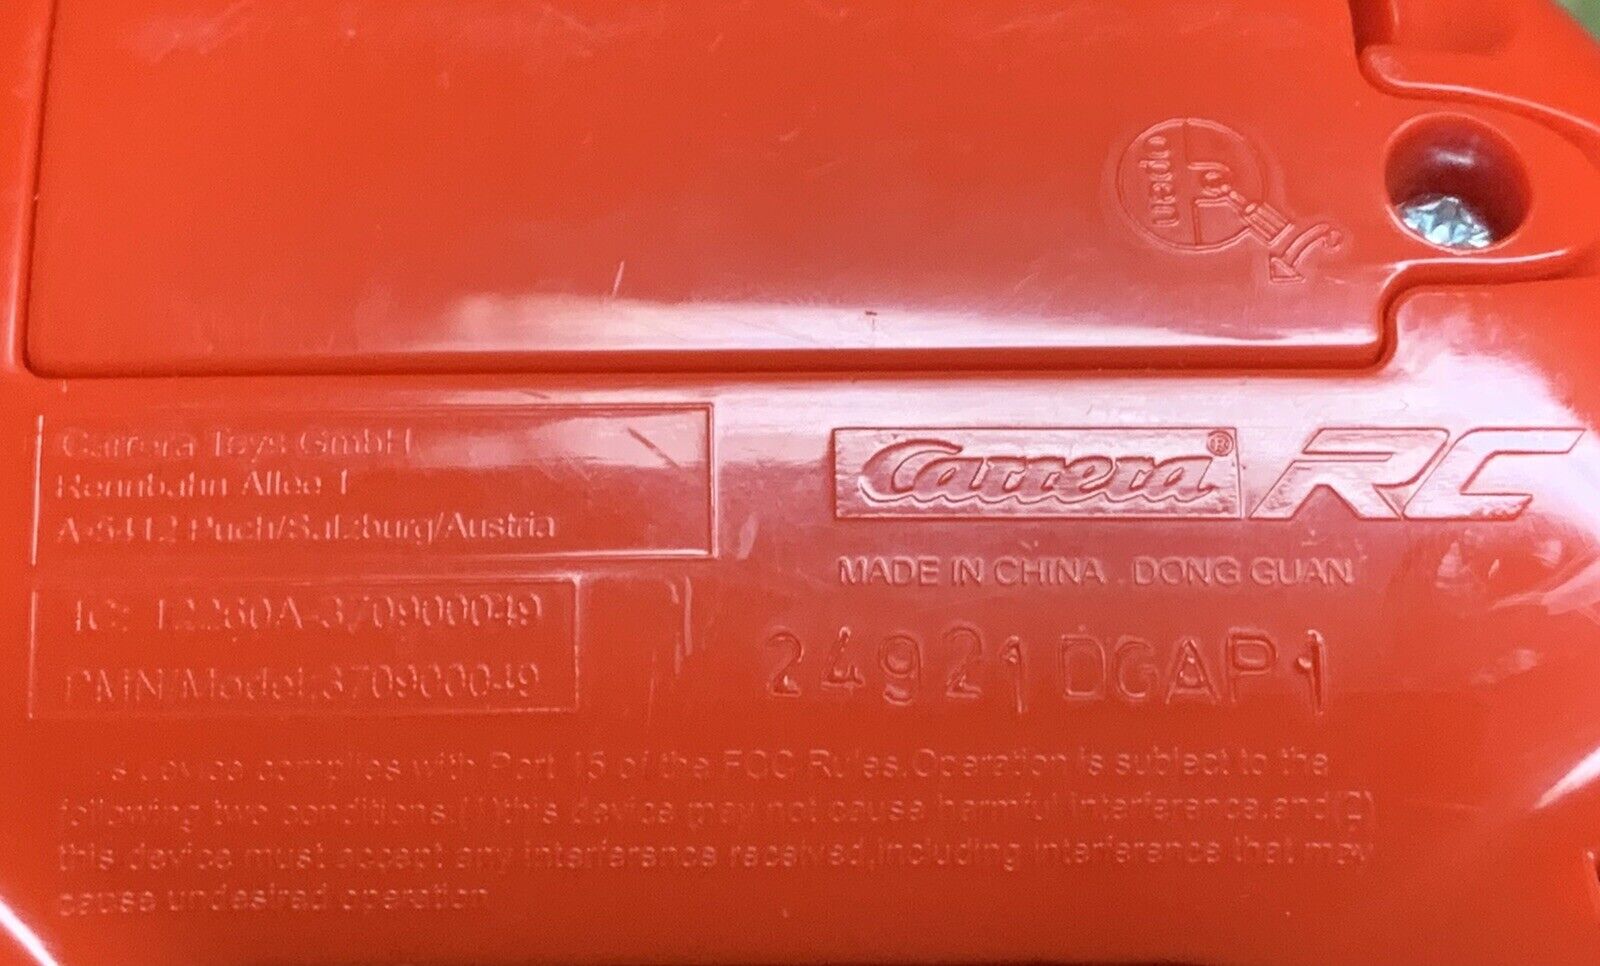 open
Carrera Toys GmbH
Rennbahn Allee 1
A-5412 Puch/Salzburg/Austria
Carrera® RC
MADE IN CHINA . DONG GUAN
IC: 12260A-370900049
PMN/Model:370900049
24921DGAP1
device complies with Part 15 of the FCC Rules.Operation is subject to the
following two conditions.(1)this device may not cause harmful interference,and(2)
this device must accept any interference received,including interference that may
cause undesired operation